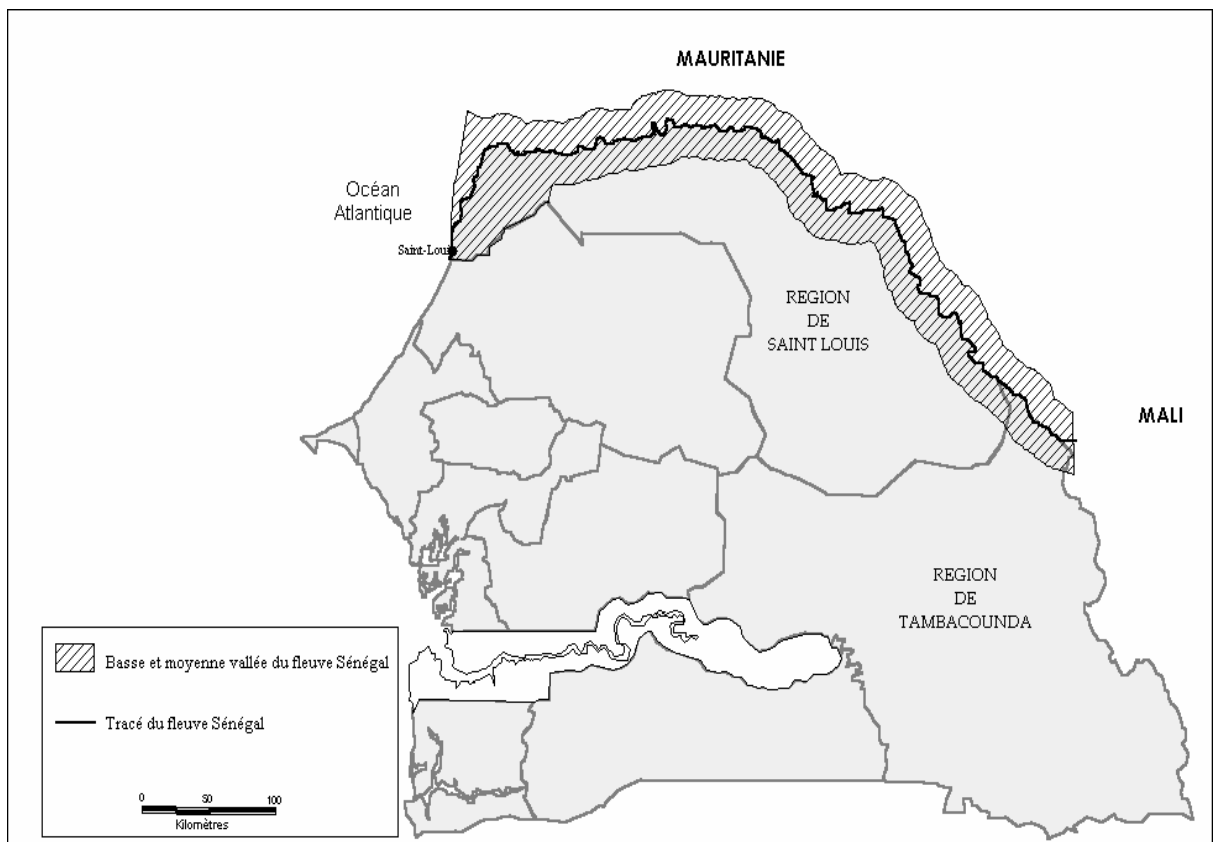 MAURITANIE
Océan
Atlantique
Saint-Loui
REGION
DE
SAINT LOUIS
MALI
REGION
DE
TAMBACOUNDA
Basse et moyenne vallée du fleuve Sénégal
Tracé du fleuve Sénégal
0 50 100
Kilomètres